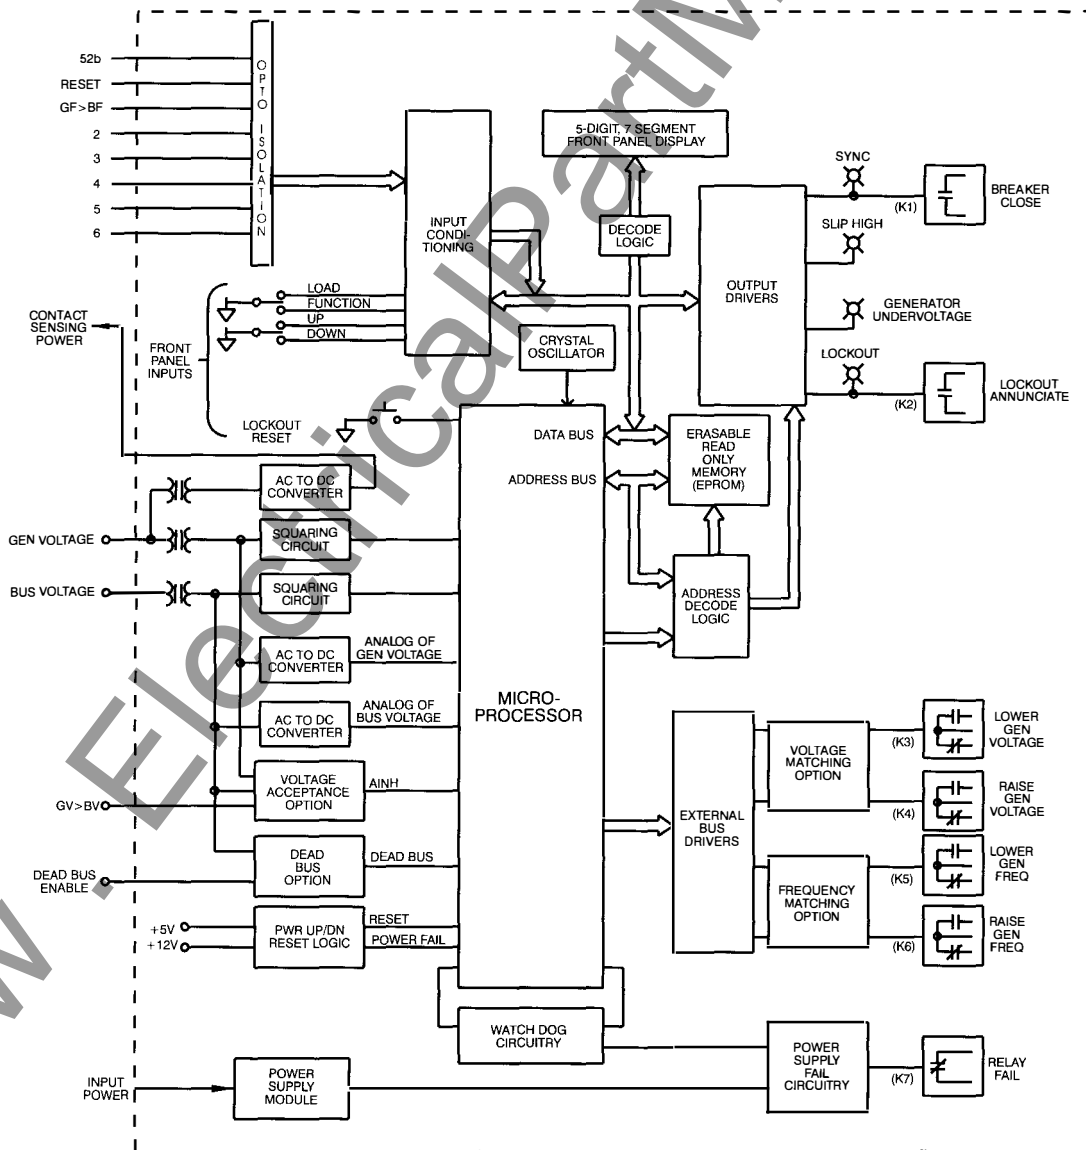 52b
RESET
GF>BF
2
3
4
5
6
OPTO ISOLATION
INPUT
CONDI-
TIONING
5-DIGIT, 7 SEGMENT
FRONT PANEL DISPLAY
DECODE
LOGIC
OUTPUT
DRIVERS
SYNC
(K1)
BREAKER
CLOSE
SLIP HIGH
GENERATOR
UNDERVOLTAGE
LOCKOUT
(K2)
LOCKOUT
ANNUNCIATE
CONTACT
SENSING
POWER
FRONT
PANEL
INPUTS
LOAD
FUNCTION
UP
DOWN
LOCKOUT
RESET
CRYSTAL
OSCILLATOR
DATA BUS
ADDRESS BUS
ERASABLE
READ
ONLY
MEMORY
(EPROM)
ADDRESS
DECODE
LOGIC
MICRO-
PROCESSOR
AC TO DC
CONVERTER
GEN VOLTAGE
SQUARING
CIRCUIT
BUS VOLTAGE
SQUARING
CIRCUIT
AC TO DC
CONVERTER
ANALOG OF
GEN VOLTAGE
AC TO DC
CONVERTER
ANALOG OF
BUS VOLTAGE
VOLTAGE
ACCEPTANCE
OPTION
AINH
GV>BV
DEAD
BUS
OPTION
DEAD BUS
DEAD BUS
ENABLE
+5V
+12V
PWR UP/DN
RESET LOGIC
RESET
POWER FAIL
EXTERNAL
BUS
DRIVERS
VOLTAGE
MATCHING
OPTION
FREQUENCY
MATCHING
OPTION
(K3)
LOWER
GEN
VOLTAGE
(K4)
RAISE
GEN
VOLTAGE
(K5)
LOWER
GEN
FREQ
(K6)
RAISE
GEN
FREQ
WATCH DOG
CIRCUITRY
INPUT
POWER
POWER
SUPPLY
MODULE
POWER
SUPPLY
FAIL
CIRCUITRY
(K7)
RELAY
FAIL
w . ElectricalPartM